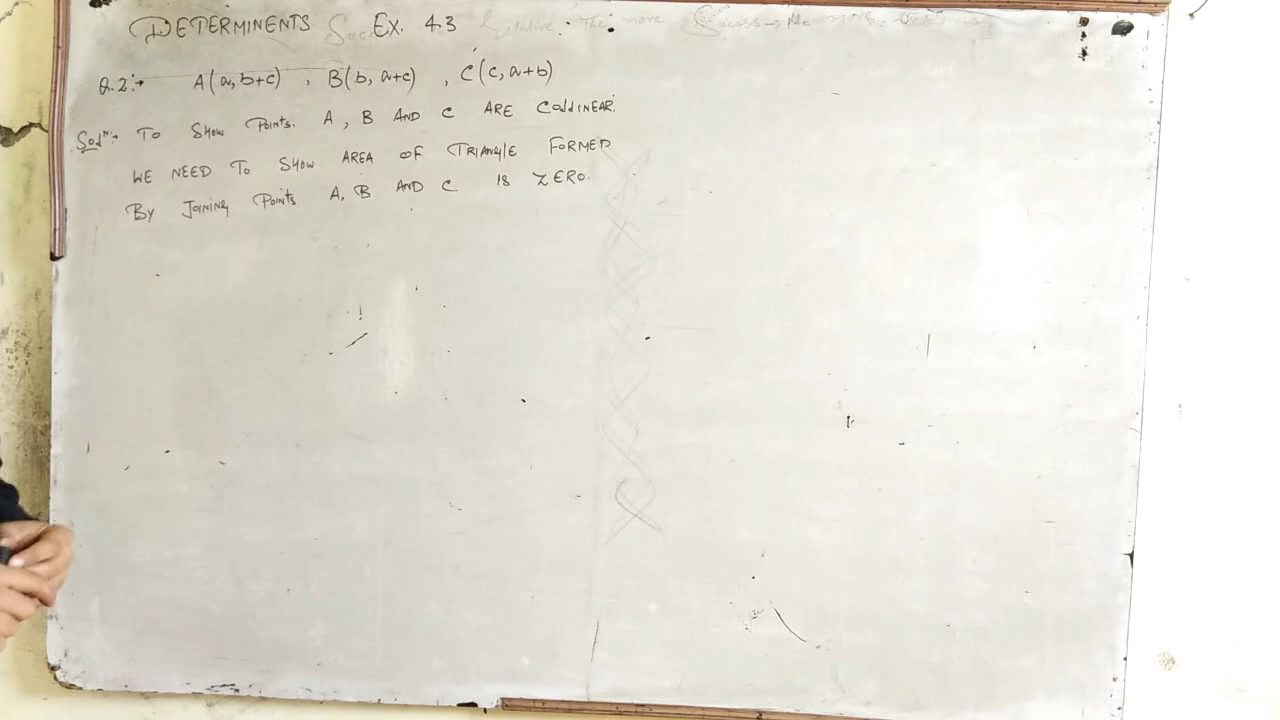 DETERMINENTS Ex. 4.3
Q.2:→ A(a, b+c) , B(b, a+c) , C(c, a+b)
Solⁿ:→ TO SHOW POINTS. A, B AND C ARE COLLINEAR.
WE NEED TO SHOW AREA OF TRIANGLE FORMED
BY JOINING POINTS A, B AND C IS ZERO.